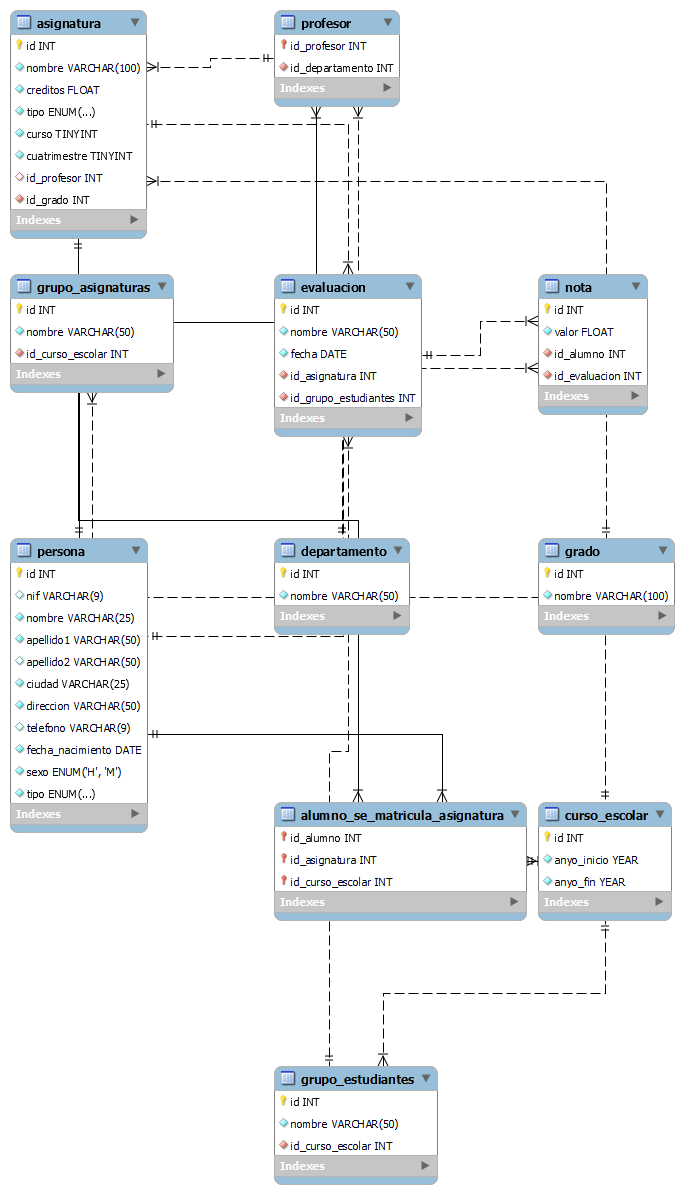 asignatura
id INT
nombre VARCHAR(100)
creditos FLOAT
tipo ENUM(...)
curso TINYINT
cuatrimestre TINYINT
id_profesor INT
id_grado INT
Indexes
profesor
id_profesor INT
id_departamento INT
Indexes
grupo_asignaturas
id INT
nombre VARCHAR(50)
id_curso_escolar INT
Indexes
evaluacion
id INT
nombre VARCHAR(50)
fecha DATE
id_asignatura INT
id_grupo_estudiantes INT
Indexes
nota
id INT
valor FLOAT
id_alumno INT
id_evaluacion INT
Indexes
persona
id INT
nif VARCHAR(9)
nombre VARCHAR(25)
apellido1 VARCHAR(50)
apellido2 VARCHAR(50)
ciudad VARCHAR(25)
direccion VARCHAR(50)
telefono VARCHAR(9)
fecha_nacimiento DATE
sexo ENUM('H', 'M')
tipo ENUM(...)
Indexes
departamento
id INT
nombre VARCHAR(50)
Indexes
grado
id INT
nombre VARCHAR(100)
Indexes
alumno_se_matricula_asignatura
id_alumno INT
id_asignatura INT
id_curso_escolar INT
Indexes
curso_escolar
id INT
anyo_inicio YEAR
anyo_fin YEAR
Indexes
grupo_estudiantes
id INT
nombre VARCHAR(50)
id_curso_escolar INT
Indexes